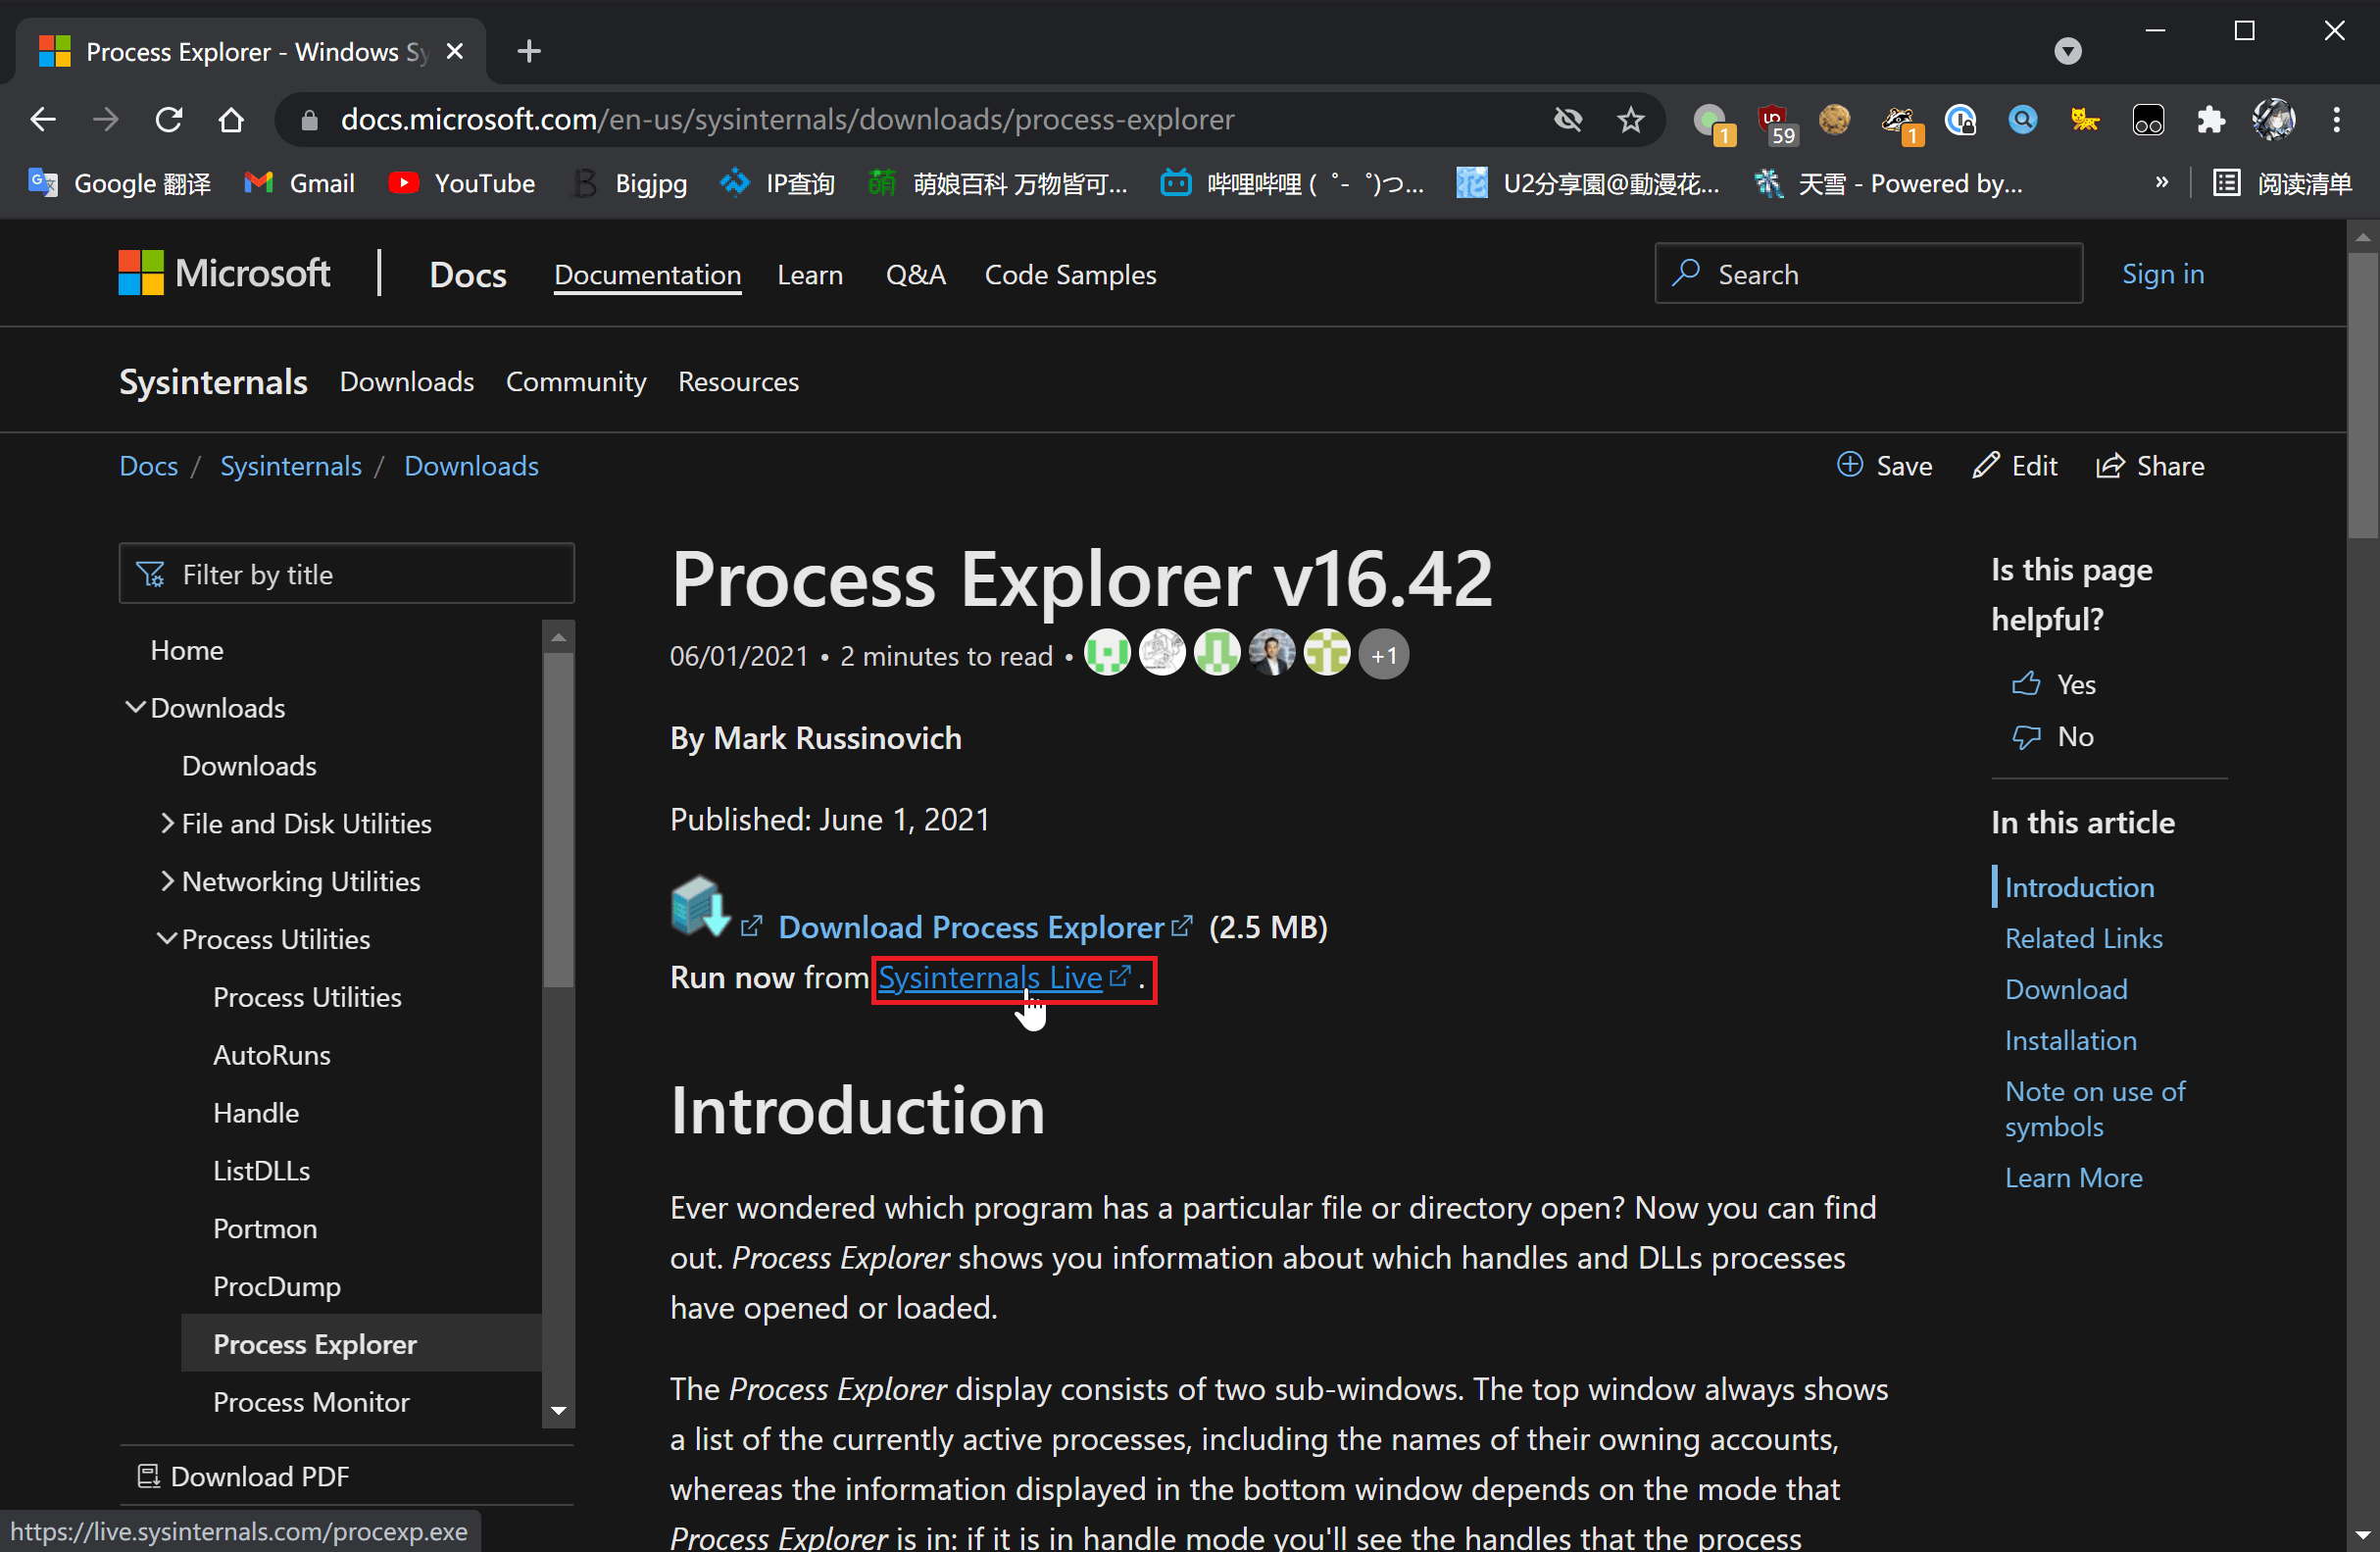 Process Explorer - Windows Sy
docs.microsoft.com/en-us/sysinternals/downloads/process-explorer
1
59
1
Google 翻译
Gmail
YouTube
Bigjpg
IP查询
萌娘百科 万物皆可...
哔哩哔哩 ( ゜- ゜)つ...
U2分享園@動漫花...
天雪 - Powered by...
»
阅读清单
Microsoft
Docs
Documentation
Learn
Q&A
Code Samples
Search
Sign in
Sysinternals
Downloads
Community
Resources
Docs / Sysinternals / Downloads
Save
Edit
Share
Filter by title
Home
Downloads
Downloads
File and Disk Utilities
Networking Utilities
Process Utilities
Process Utilities
AutoRuns
Handle
ListDLLs
Portmon
ProcDump
Process Explorer
Process Monitor
Download PDF
https://live.sysinternals.com/procexp.exe
Process Explorer v16.42
06/01/2021 • 2 minutes to read •
+1
By Mark Russinovich
Published: June 1, 2021
Download Process Explorer (2.5 MB)
Run now from Sysinternals Live .
Introduction
Ever wondered which program has a particular file or directory open? Now you can find
out. Process Explorer shows you information about which handles and DLLs processes
have opened or loaded.
The Process Explorer display consists of two sub-windows. The top window always shows
a list of the currently active processes, including the names of their owning accounts,
whereas the information displayed in the bottom window depends on the mode that
Process Explorer is in: if it is in handle mode you'll see the handles that the process
Is this page
helpful?
Yes
No
In this article
Introduction
Related Links
Download
Installation
Note on use of
symbols
Learn More